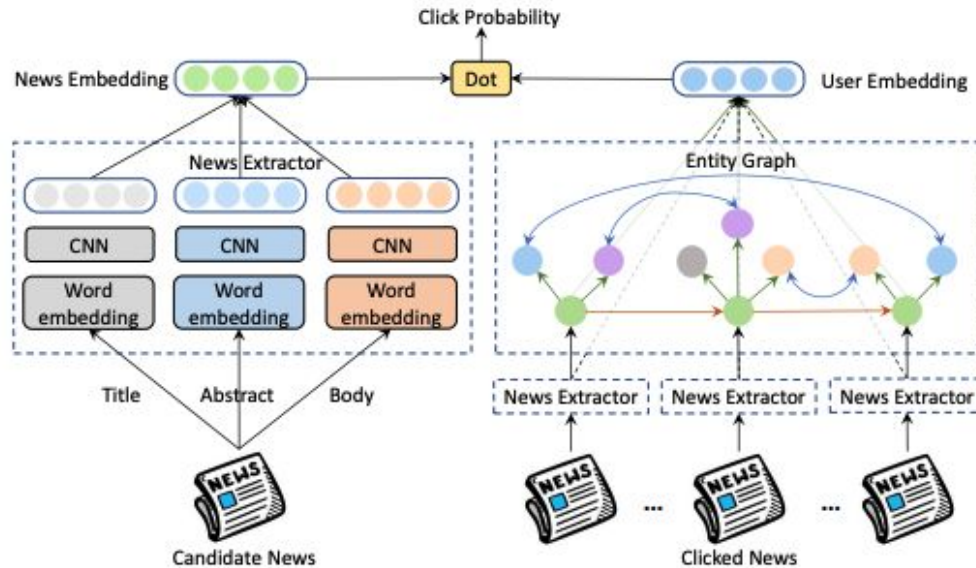 Click Probability
News Embedding
Dot
User Embedding
News Extractor
Entity Graph
CNN
CNN
CNN
Word embedding
Word embedding
Word embedding
Title
Abstract
Body
News Extractor
News Extractor
News Extractor
NEWS
NEWS
...
NEWS
...
NEWS
Candidate News
Clicked News